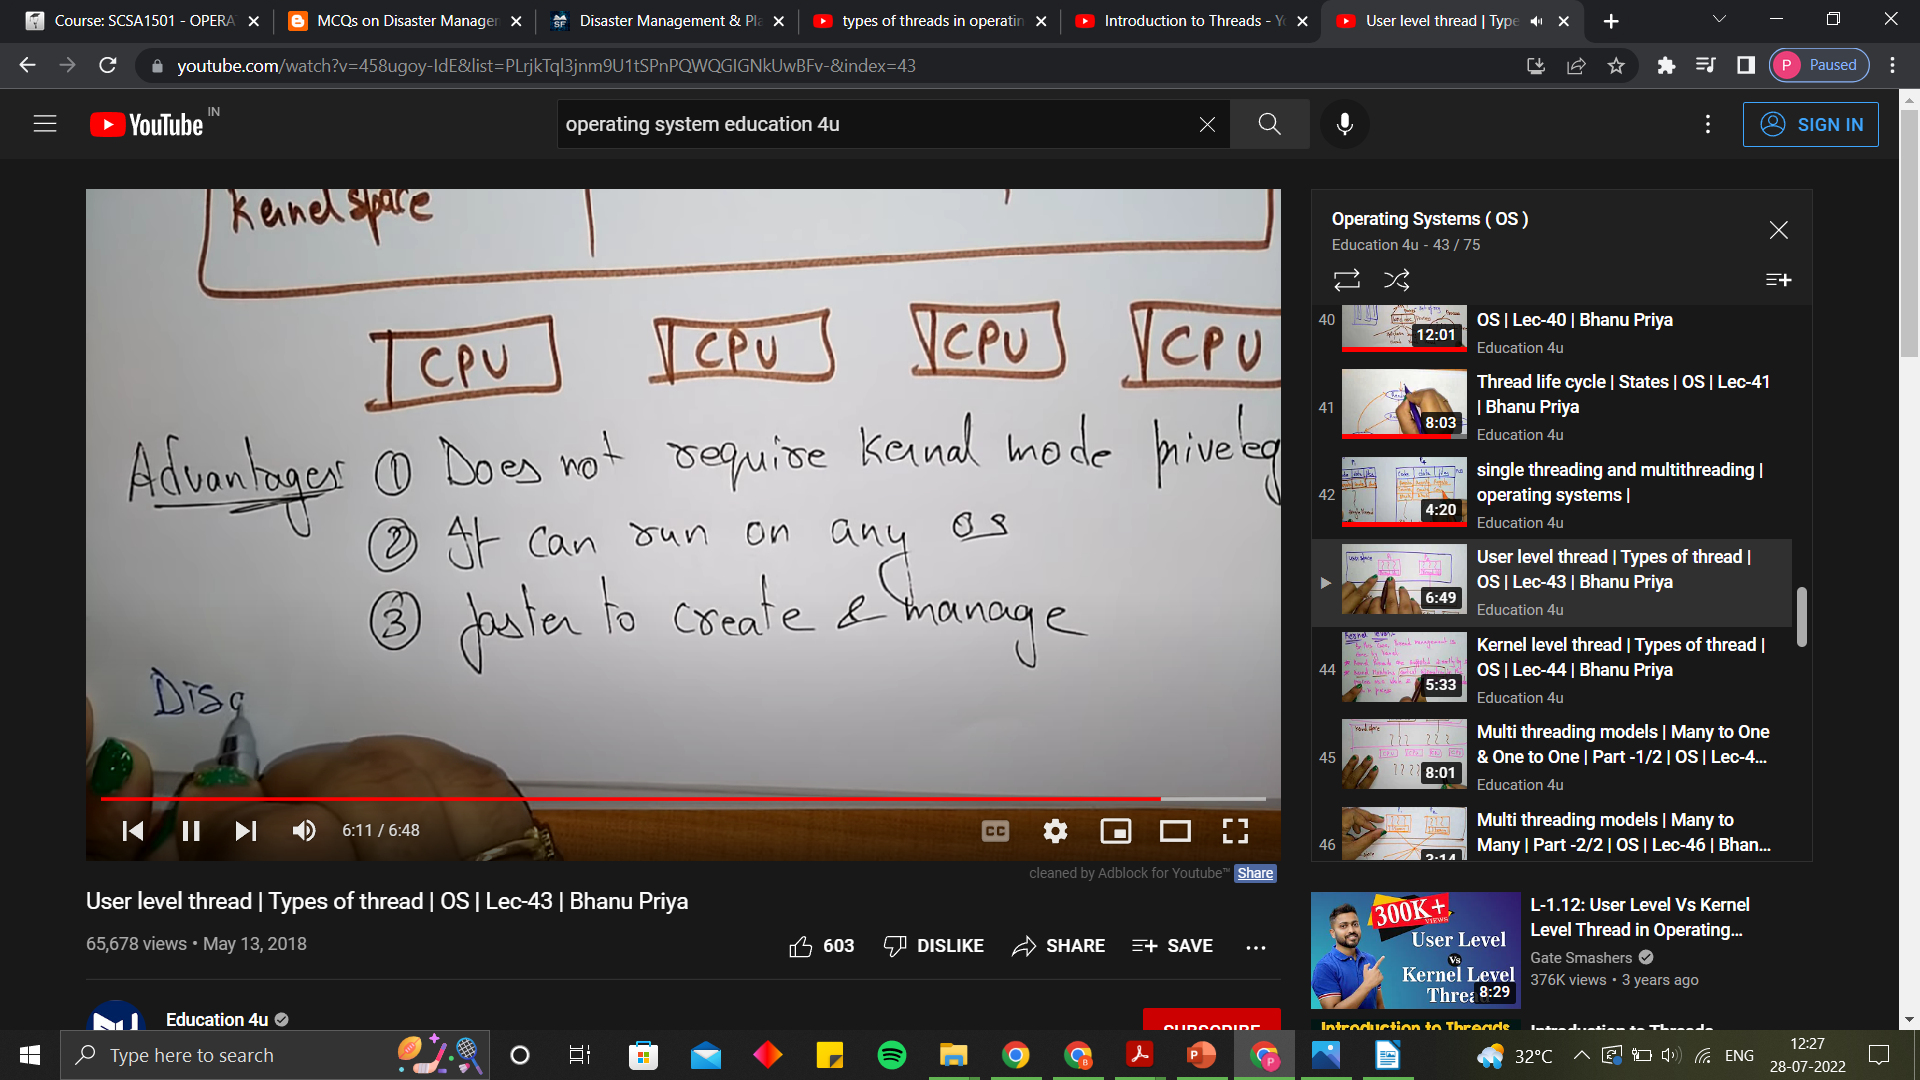 Course: SCSA1501 - OPERA
MCQs on Disaster Managem
Disaster Management & Pla
types of threads in operatin
Introduction to Threads - Yo
User level thread | Type
youtube.com/watch?v=458ugoy-IdE&list=PLrjkTql3jnm9U1tSPnPQWQGIGNkUwBFv-&index=43
P Paused
YouTube IN
operating system education 4u
SIGN IN
Kernel space
CPU CPU CPU CPU
Advantages ① Does not require Kernal mode priveleg
② It can run on any OS
③ faster to create & manage
Disa
6:11 / 6:48
CC
cleaned by Adblock for Youtube™ Share
User level thread | Types of thread | OS | Lec-43 | Bhanu Priya
65,678 views • May 13, 2018
603 DISLIKE SHARE SAVE
Education 4u
SUBSCRIBE
Operating Systems ( OS )
Education 4u - 43 / 75
40 12:01 OS | Lec-40 | Bhanu Priya
Education 4u
Thread life cycle | States | OS | Lec-41
41 8:03 | Bhanu Priya
Education 4u
single threading and multithreading |
42 4:20 operating systems |
Education 4u
User level thread | Types of thread |
6:49 OS | Lec-43 | Bhanu Priya
Education 4u
Kernel level thread | Types of thread |
44 5:33 OS | Lec-44 | Bhanu Priya
Education 4u
Multi threading models | Many to One
45 8:01 & One to One | Part -1/2 | OS | Lec-4...
Education 4u
Multi threading models | Many to
46 3:14 Many | Part -2/2 | OS | Lec-46 | Bhan...
300K+
VIEWS
User Level
Vs
Kernel Level
Thread
8:29
L-1.12: User Level Vs Kernel
Level Thread in Operating...
Gate Smashers
376K views • 3 years ago
Introduction to Threads
Introduction to Threads
Type here to search
32°C ENG
12:27
28-07-2022